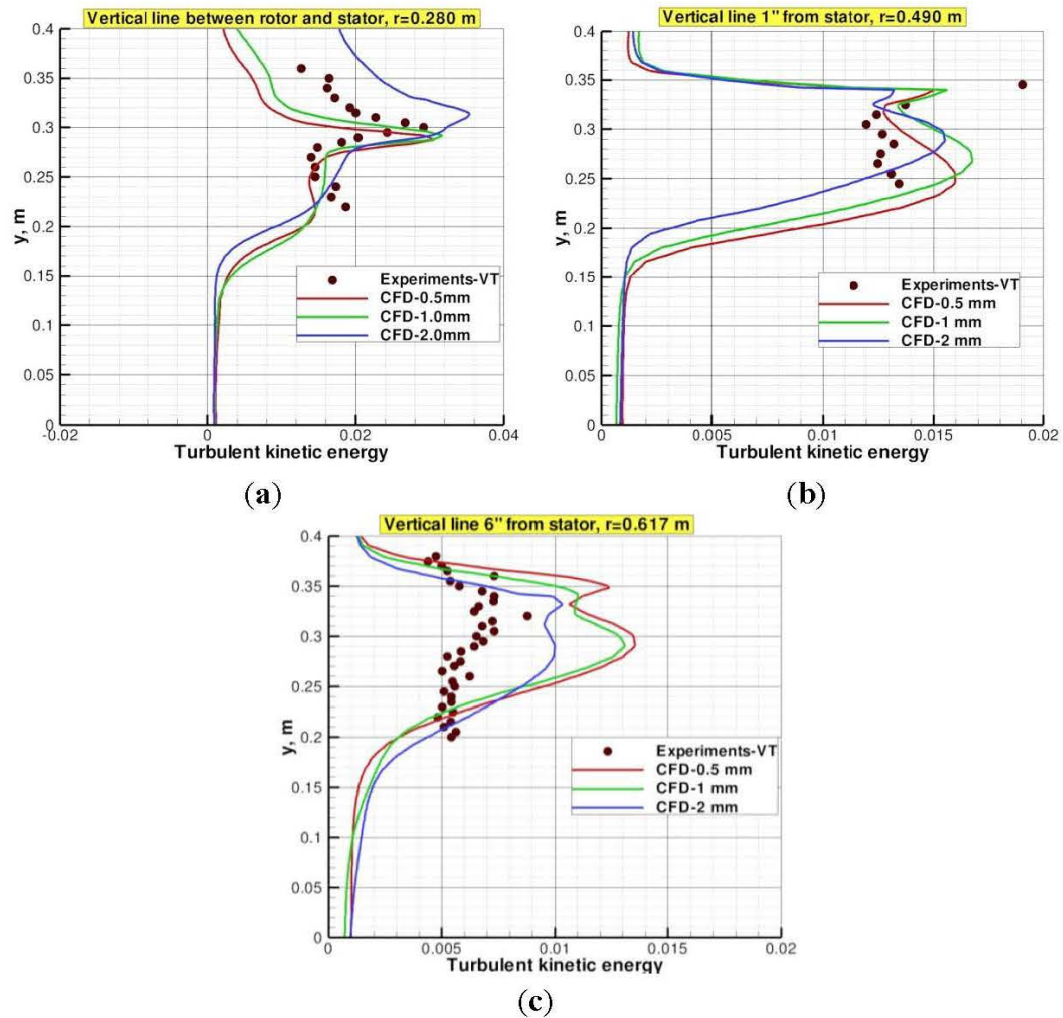 Vertical line between rotor and stator, r=0.280 m
0.4
0.35
0.3
0.25
0.2
0.15
0.1
0.05
0
y, m
Experiments-VT
CFD-0.5mm
CFD-1.0mm
CFD-2.0mm
-0.02 0 0.02 0.04
Turbulent kinetic energy
(a)
Vertical line 1" from stator, r=0.490 m
0.4
0.35
0.3
0.25
0.2
0.15
0.1
0.05
0
y, m
Experiments-VT
CFD-0.5 mm
CFD-1 mm
CFD-2 mm
0 0.005 0.01 0.015 0.02
Turbulent kinetic energy
(b)
Vertical line 6" from stator, r=0.617 m
0.4
0.35
0.3
0.25
0.2
0.15
0.1
0.05
0
y, m
Experiments-VT
CFD-0.5 mm
CFD-1 mm
CFD-2 mm
0 0.005 0.01 0.015 0.02
Turbulent kinetic energy
(c)